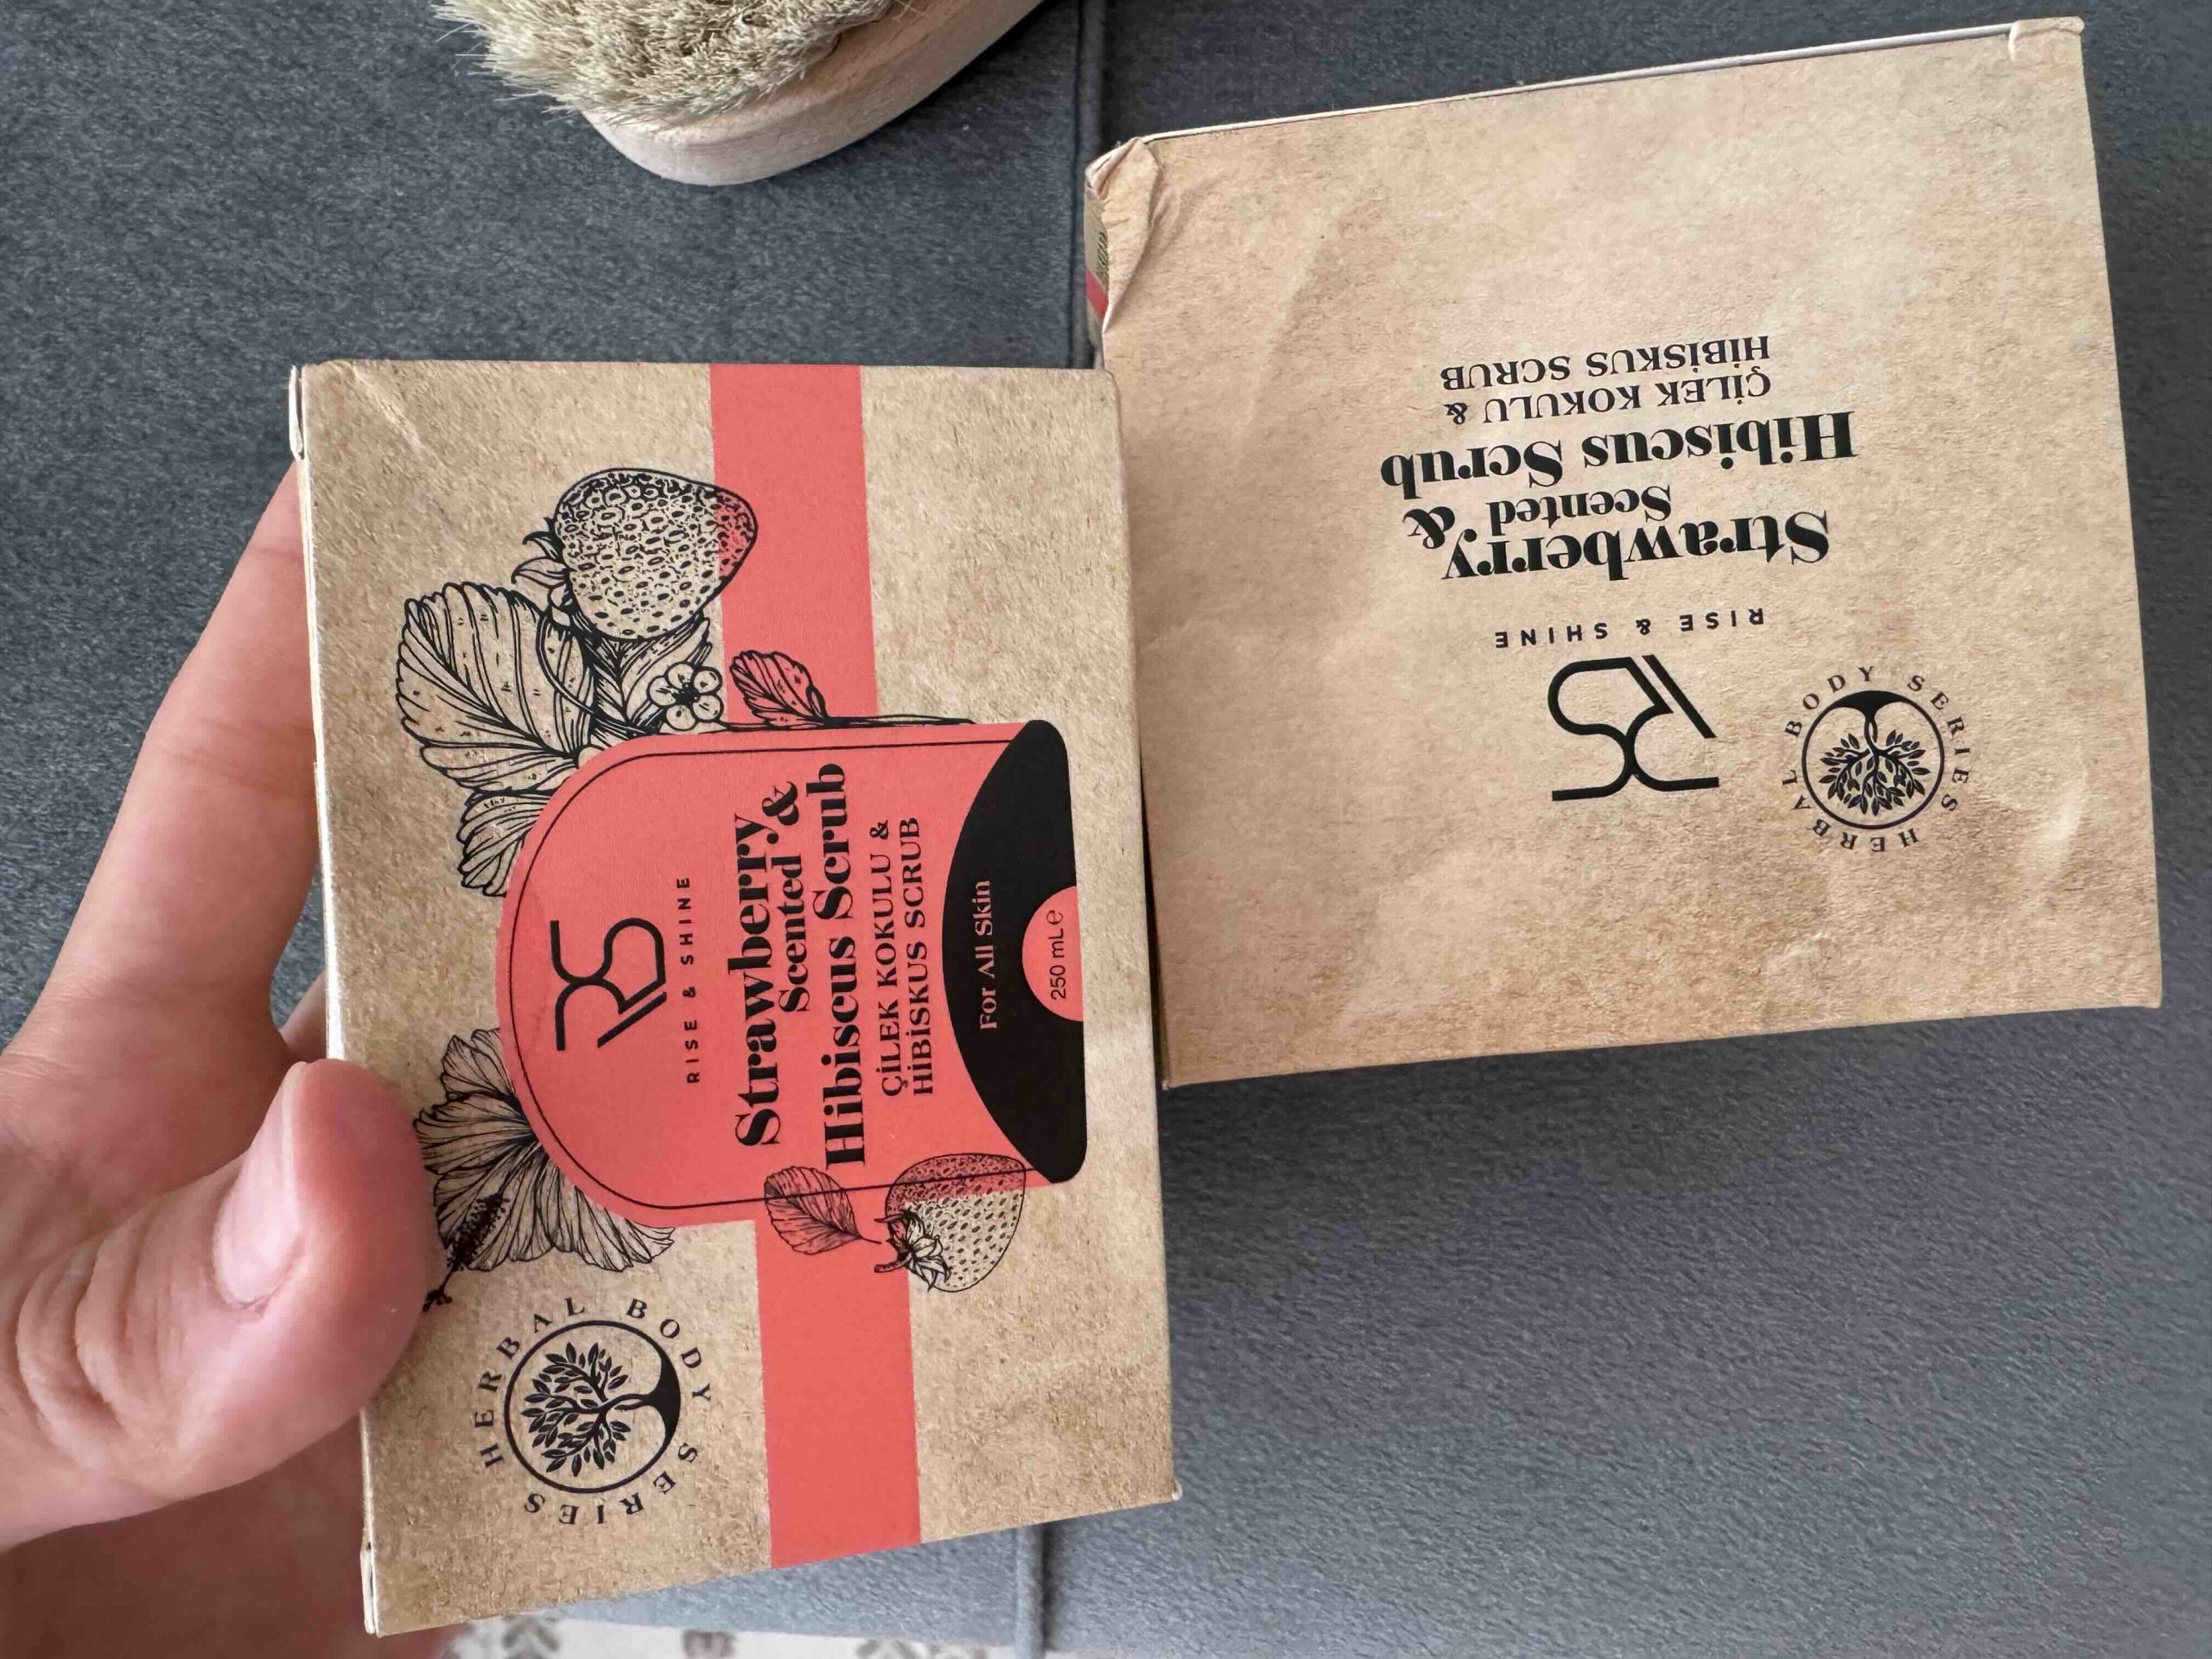 RS
RISE & SHINE
Strawberry
Scented &
Hibiscus Scrub
ÇİLEK KOKULU &
HİBİSKUS SCRUB
For All Skin
250 mL ℮
HERBAL BODY SERIES
HERBAL BODY SERIES
RS
RISE & SHINE
Strawberry
Scented &
Hibiscus Scrub
ÇİLEK KOKULU &
HİBİSKUS SCRUB